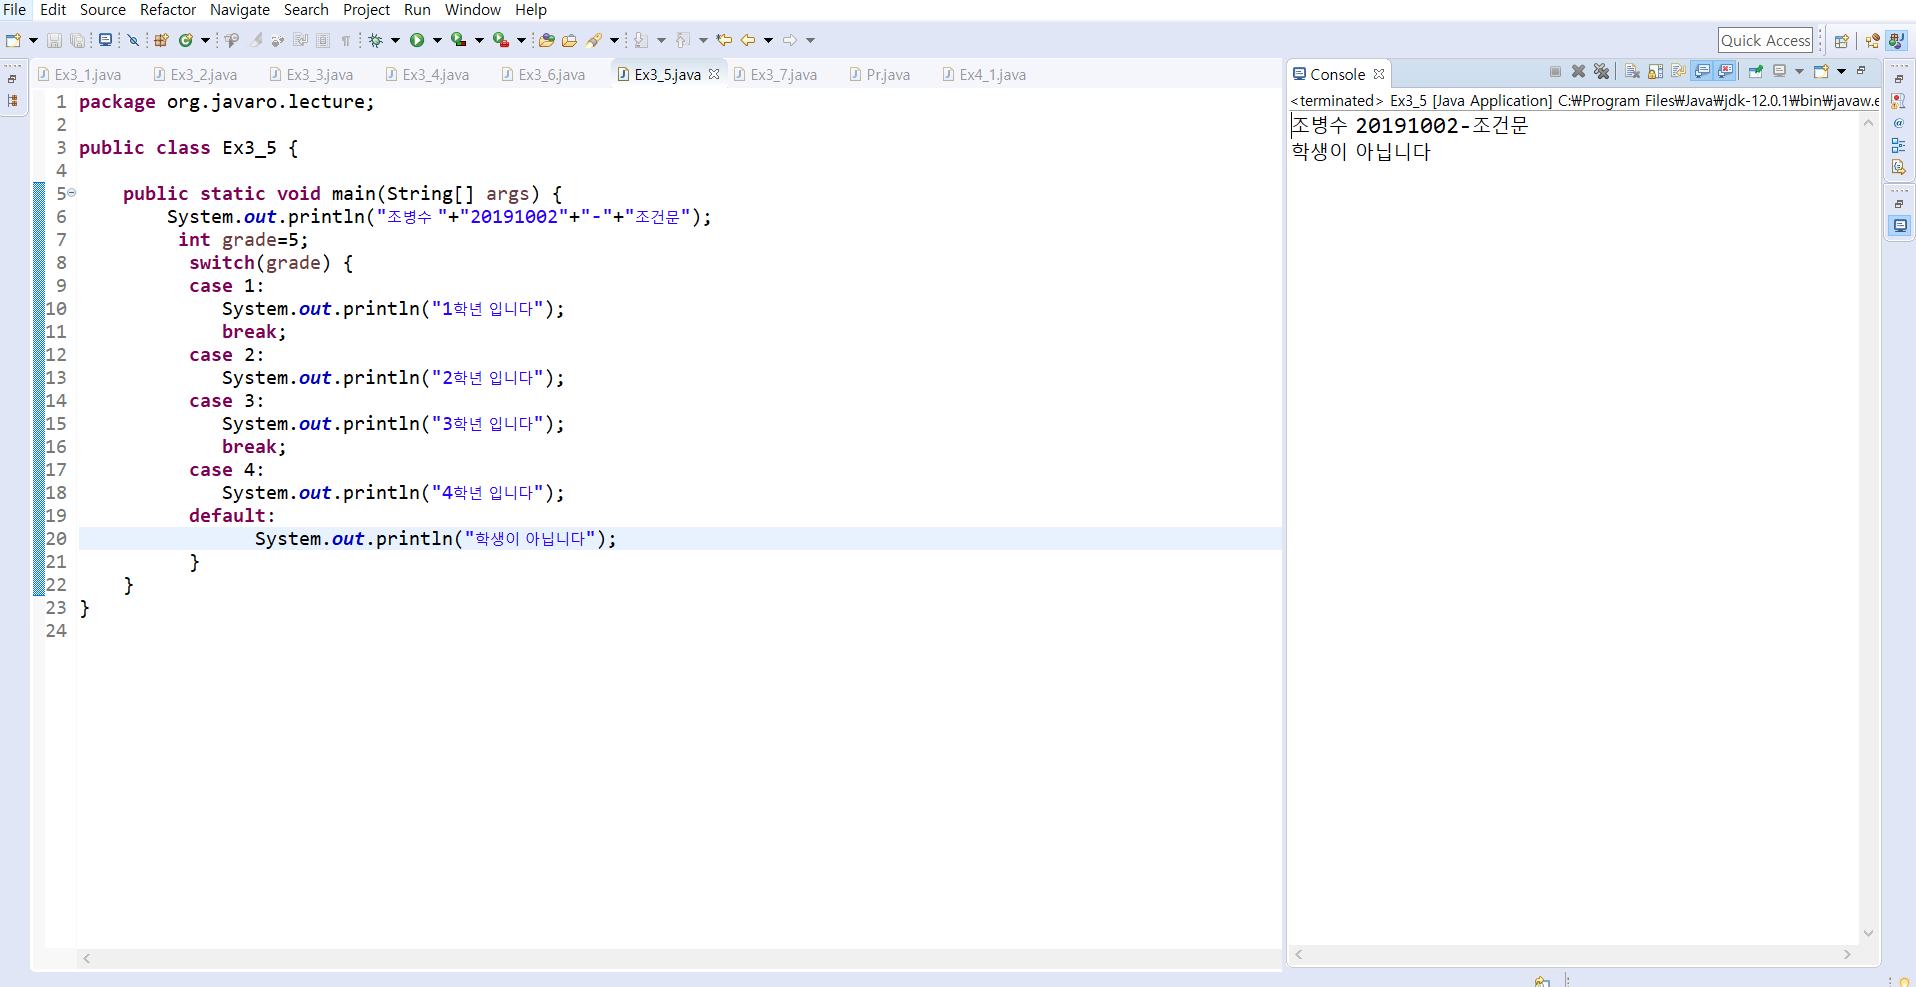 File Edit Source Refactor Navigate Search Project Run Window Help
Quick Access
Ex3_1.java Ex3_2.java Ex3_3.java Ex3_4.java Ex3_6.java Ex3_5.java Ex3_7.java Pr.java Ex4_1.java
1 package org.javaro.lecture;
2
3 public class Ex3_5 {
4
5 public static void main(String[] args) {
6 System.out.println("조병수 "+"20191002"+"-"+"조건문");
7 int grade=5;
8 switch(grade) {
9 case 1:
10 System.out.println("1학년 입니다");
11 break;
12 case 2:
13 System.out.println("2학년 입니다");
14 case 3:
15 System.out.println("3학년 입니다");
16 break;
17 case 4:
18 System.out.println("4학년 입니다");
19 default:
20 System.out.println("학생이 아닙니다");
21 }
22 }
23 }
24
Console
<terminated> Ex3_5 [Java Application] C:₩Program Files₩Java₩jdk-12.0.1₩bin₩javaw.e
조병수 20191002-조건문
학생이 아닙니다